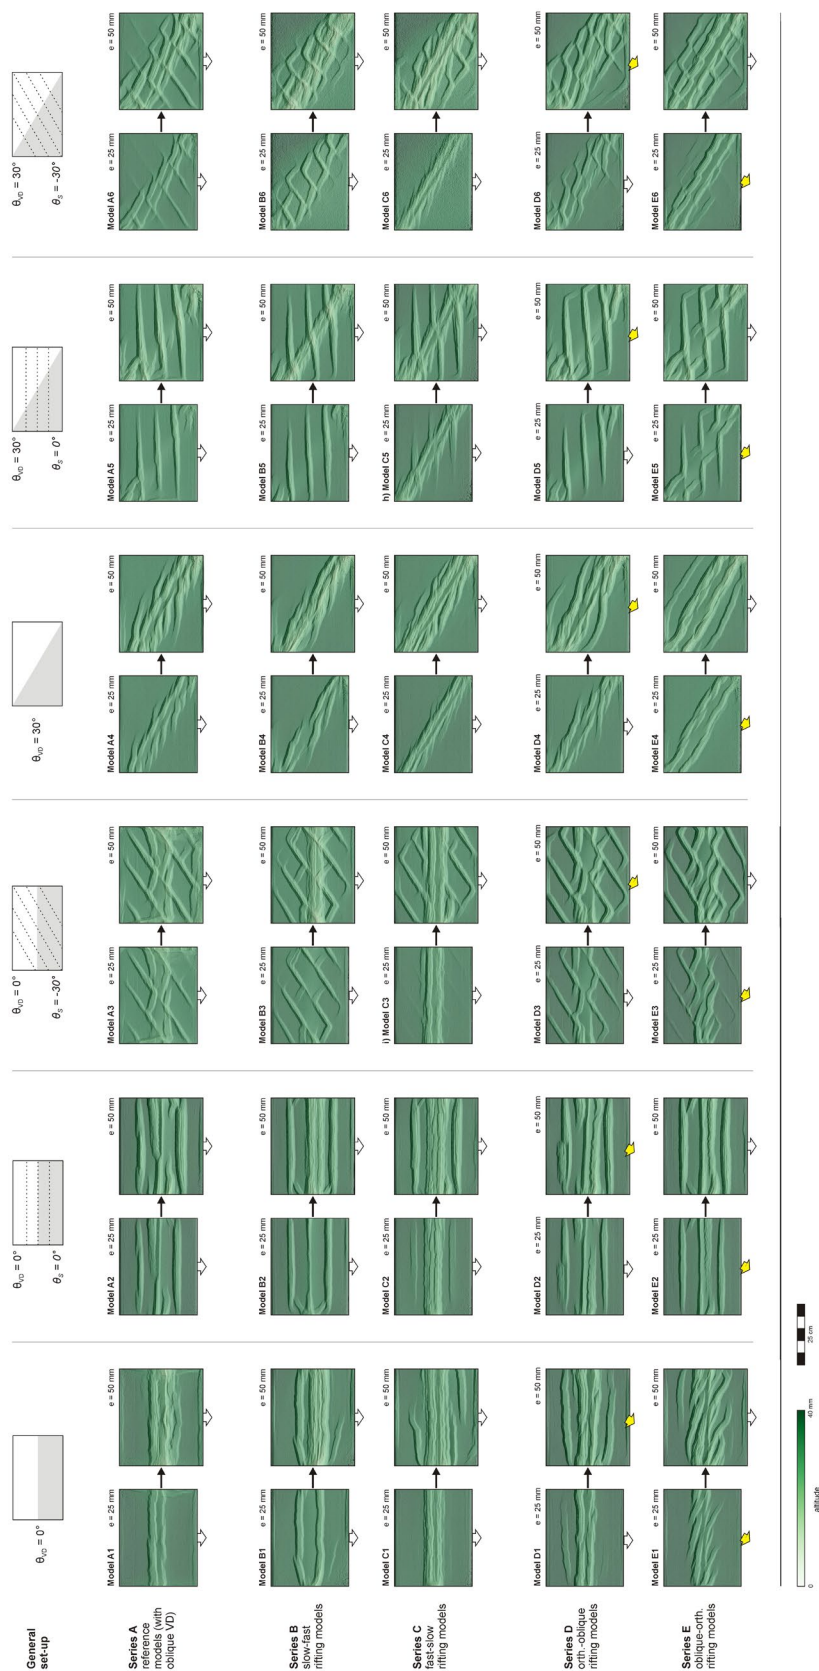 General
set-up
θVD = 0°
θVD = 0°
θS = 0°
θVD = 0°
θS = -30°
θVD = 30°
θVD = 30°
θS = 0°
θVD = 30°
θS = -30°
Series A
reference
models (with
oblique VD)
Model A1 e = 25 mm e = 50 mm
Model A2 e = 25 mm e = 50 mm
Model A3 e = 25 mm e = 50 mm
Model A4 e = 25 mm e = 50 mm
Model A5 e = 25 mm e = 50 mm
Model A6 e = 25 mm e = 50 mm
Series B
slow-fast
rifting models
Model B1 e = 25 mm e = 50 mm
Model B2 e = 25 mm e = 50 mm
Model B3 e = 25 mm e = 50 mm
Model B4 e = 25 mm e = 50 mm
Model B5 e = 25 mm e = 50 mm
Model B6 e = 25 mm e = 50 mm
Series C
fast-slow
rifting models
Model C1 e = 25 mm e = 50 mm
Model C2 e = 25 mm e = 50 mm
i) Model C3 e = 25 mm e = 50 mm
Model C4 e = 25 mm e = 50 mm
h) Model C5 e = 25 mm e = 50 mm
Model C6 e = 25 mm e = 50 mm
Series D
orth.-oblique
rifting models
Model D1 e = 25 mm e = 50 mm
Model D2 e = 25 mm e = 50 mm
Model D3 e = 25 mm e = 50 mm
Model D4 e = 25 mm e = 50 mm
Model D5 e = 25 mm e = 50 mm
Model D6 e = 25 mm e = 50 mm
Series E
oblique-orth.
rifting models
Model E1 e = 25 mm e = 50 mm
Model E2 e = 25 mm e = 50 mm
Model E3 e = 25 mm e = 50 mm
Model E4 e = 25 mm e = 50 mm
Model E5 e = 25 mm e = 50 mm
Model E6 e = 25 mm e = 50 mm
0 40 mm 25 cm
altitude